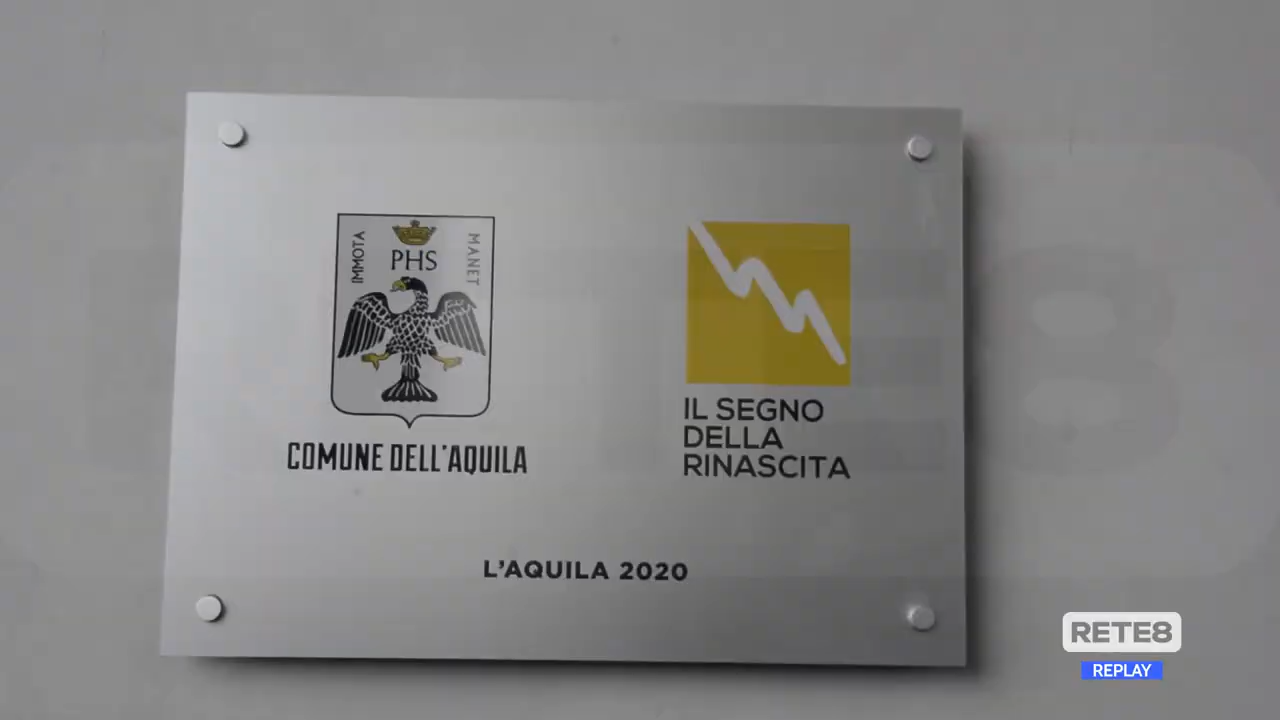 IMMOTA
MANET
PHS
COMUNE DELL'AQUILA
IL SEGNO
DELLA
RINASCITA
L'AQUILA 2020
RETE8
REPLAY